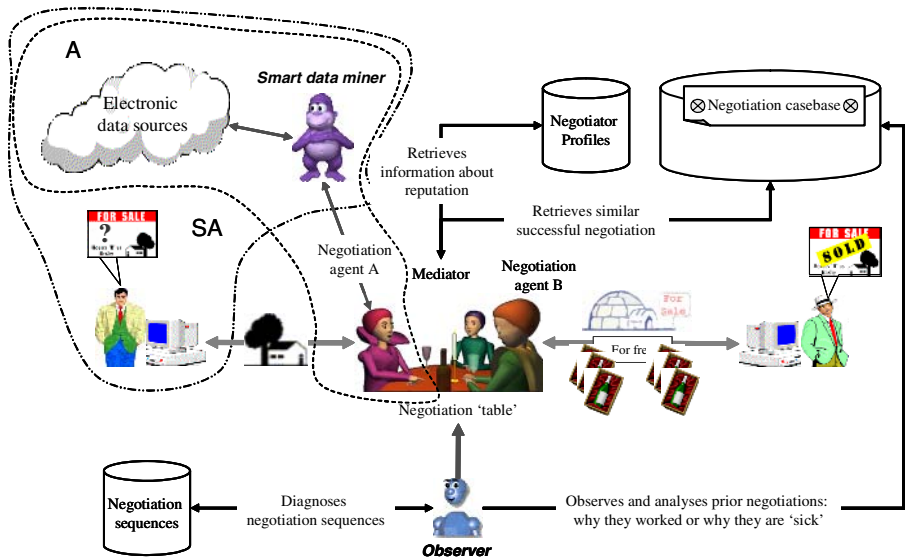 A
Smart data miner
Electronic
data sources
Negotiation casebase
Negotiator
Profiles
Retrieves
information about
reputation
SA
Retrieves similar
successful negotiation
FOR SALE
?
FOR SALE
SOLD
Negotiation
agent A
Mediator
Negotiation
agent B
For
Sale
For fre
Negotiation ‘table’
Negotiation
sequences
Diagnoses
negotiation sequences
Observes and analyses prior negotiations:
why they worked or why they are ‘sick’
Observer